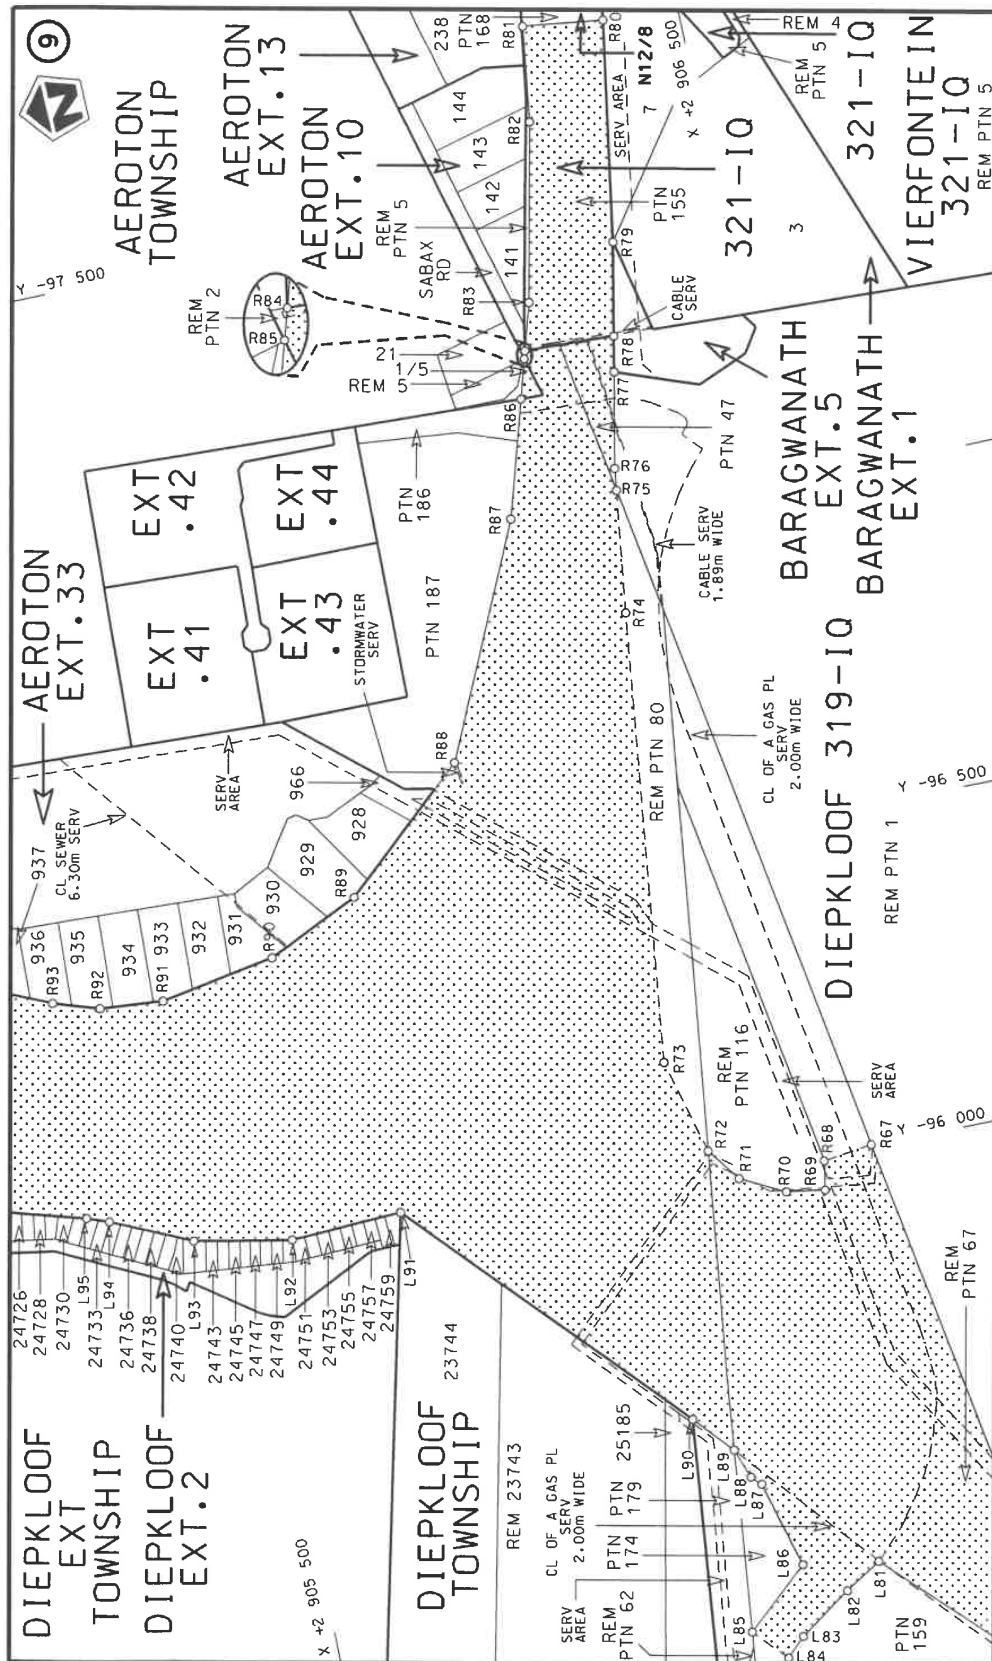 9
N
AEROTON
TOWNSHIP
AEROTON
EXT.13
AEROTON
EXT.10
238
PTN
168
R81
R80
144
143
142
141
R82
REM
PTN 5
SABAX
RD
R83
Y -97 500
REM
PTN 2
R84
R85
21
1/5
REM 5
R86
SERV AREA
N12/8
7
X +2 906 500
REM 4
REM
PTN 5
321-IQ
VIERFONTEIN
321-IQ
REM PTN 5
PTN
155
321-IQ
3
R79
CABLE
SERV
R78
R77
PTN 47
BARAGWANATH
EXT.5
BARAGWANATH
EXT.1
AEROTON
EXT.33
EXT
.42
EXT
.44
EXT
.41
EXT
.43
PTN
186
PTN 187
STORMWATER
SERV
R87
R88
R76
R75
R74
CABLE SERV
1.89m WIDE
REM PTN 80
CL OF A GAS PL
SERV
2.00m WIDE
DIEPKLOOF 319-IQ
REM PTN 1
Y -96 500
937
CL SEWER
6.30m SERV
SERV
AREA
966
928
929
930
931
932
933
934
935
936
R89
R90
R91
R92
R93
R73
REM
PTN 116
SERV
AREA
Y -96 000
R72
R71
R70
R69
R68
R67
REM
PTN 67
24726
24728
24730
24733
L95
L94
24736
24738
24740
L93
24743
24745
24747
24749
L92
24751
24753
24755
24757
24759
L91
DIEPKLOOF
EXT
TOWNSHIP
DIEPKLOOF
EXT.2
X +2 905 500
DIEPKLOOF
TOWNSHIP
23744
REM 23743
25185
L90
L89
L88
L87
L86
L85
L84
L83
L82
L81
CL OF A GAS PL
SERV
2.00m WIDE
PTN
179
PTN
174
SERV
AREA
REM
PTN 62
PTN
159